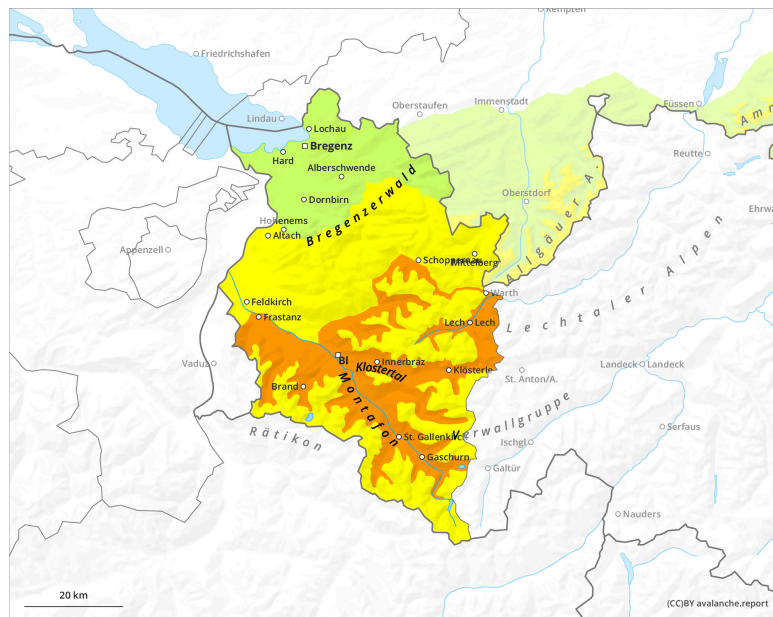 Kempten
Friedrichshafen
Oberstaufen
Immenstadt
Füssen
Lindau
Lochau
Bregenz
Hard
Alberschwende
Dornbirn
Hohenems
Altach
Appenzell
Bregenzerwald
Oberstdorf
Reutte
Allgäuer A.
Schoppernau
Mittelberg
Warth
Feldkirch
Frastanz
Lech
Lech
Lechtaler Alpen
Vaduz
Bl
Innerbraz
Klostertal
Klösterle
St. Anton/A.
Landeck
Landeck
Brand
Montafon
St. Gallenkirch
Verwallgruppe
Rätikon
Gaschurn
Ischgl
Galtür
Serfaus
Nauders
20 km
(CC)BY avalanche.report